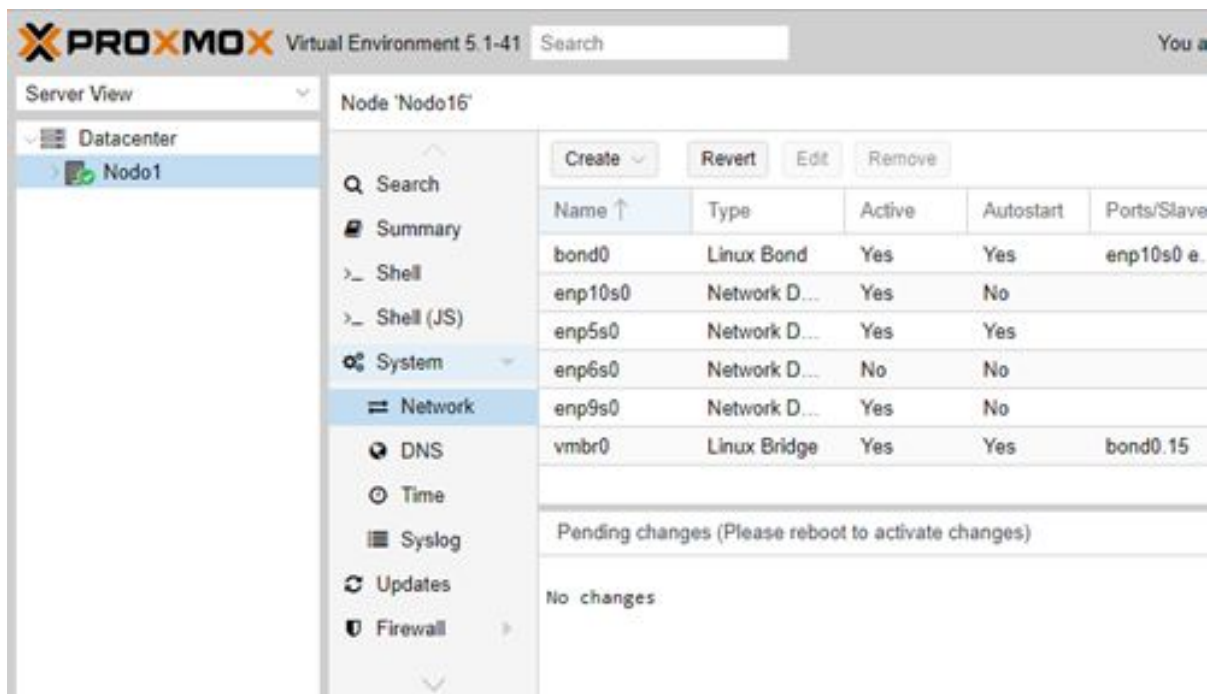 PROXMOX Virtual Environment 5.1-41 Search You a
Server View
Datacenter
Nodo1
Node 'Nodo16'
Search
Summary
Shell
Shell (JS)
System
Network
DNS
Time
Syslog
Updates
Firewall
Create Revert Edit Remove
Name Type Active Autostart Ports/Slave
bond0 Linux Bond Yes Yes enp10s0 e..
enp10s0 Network D... Yes No
enp5s0 Network D... Yes Yes
enp6s0 Network D... No No
enp9s0 Network D... Yes No
vmbr0 Linux Bridge Yes Yes bond0.15
Pending changes (Please reboot to activate changes)
No changes